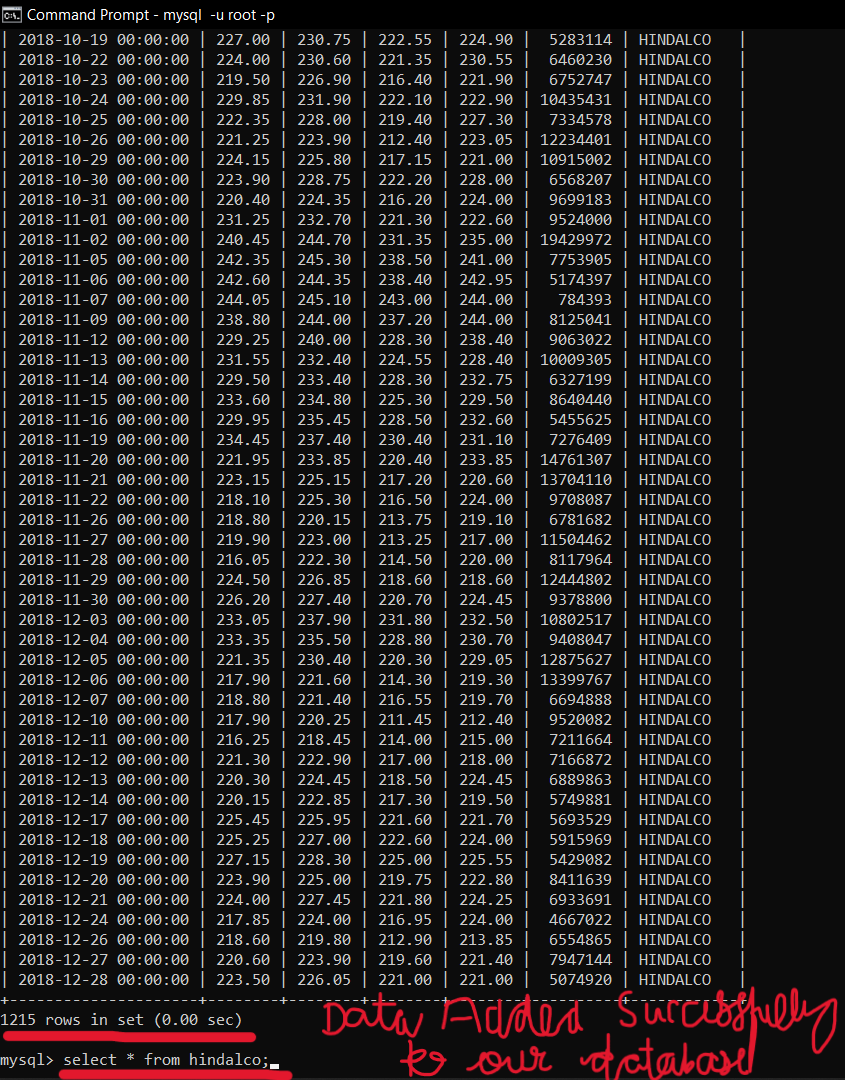 Command Prompt - mysql -u root -p
| 2018-10-19 00:00:00 | 227.00 | 230.75 | 222.55 | 224.90 | 5283114 | HINDALCO |
| 2018-10-22 00:00:00 | 224.00 | 230.60 | 221.35 | 230.55 | 6460230 | HINDALCO |
| 2018-10-23 00:00:00 | 219.50 | 226.90 | 216.40 | 221.90 | 6752747 | HINDALCO |
| 2018-10-24 00:00:00 | 229.85 | 231.90 | 222.10 | 222.90 | 10435431 | HINDALCO |
| 2018-10-25 00:00:00 | 222.35 | 228.00 | 219.40 | 227.30 | 7334578 | HINDALCO |
| 2018-10-26 00:00:00 | 221.25 | 223.90 | 212.40 | 223.05 | 12234401 | HINDALCO |
| 2018-10-29 00:00:00 | 224.15 | 225.80 | 217.15 | 221.00 | 10915002 | HINDALCO |
| 2018-10-30 00:00:00 | 223.90 | 228.75 | 222.20 | 228.00 | 6568207 | HINDALCO |
| 2018-10-31 00:00:00 | 220.40 | 224.35 | 216.20 | 224.00 | 9699183 | HINDALCO |
| 2018-11-01 00:00:00 | 231.25 | 232.70 | 221.30 | 222.60 | 9524000 | HINDALCO |
| 2018-11-02 00:00:00 | 240.45 | 244.70 | 231.35 | 235.00 | 19429972 | HINDALCO |
| 2018-11-05 00:00:00 | 242.35 | 245.30 | 238.50 | 241.00 | 7753905 | HINDALCO |
| 2018-11-06 00:00:00 | 242.60 | 244.35 | 238.40 | 242.95 | 5174397 | HINDALCO |
| 2018-11-07 00:00:00 | 244.05 | 245.10 | 243.00 | 244.00 | 784393 | HINDALCO |
| 2018-11-09 00:00:00 | 238.80 | 244.00 | 237.20 | 244.00 | 8125041 | HINDALCO |
| 2018-11-12 00:00:00 | 229.25 | 240.00 | 228.30 | 238.40 | 9063022 | HINDALCO |
| 2018-11-13 00:00:00 | 231.55 | 232.40 | 224.55 | 228.40 | 10009305 | HINDALCO |
| 2018-11-14 00:00:00 | 229.50 | 233.40 | 228.30 | 232.75 | 6327199 | HINDALCO |
| 2018-11-15 00:00:00 | 233.60 | 234.80 | 225.30 | 229.50 | 8640440 | HINDALCO |
| 2018-11-16 00:00:00 | 229.95 | 235.45 | 228.50 | 232.60 | 5455625 | HINDALCO |
| 2018-11-19 00:00:00 | 234.45 | 237.40 | 230.40 | 231.10 | 7276409 | HINDALCO |
| 2018-11-20 00:00:00 | 221.95 | 233.85 | 220.40 | 233.85 | 14761307 | HINDALCO |
| 2018-11-21 00:00:00 | 223.15 | 225.15 | 217.20 | 220.60 | 13704110 | HINDALCO |
| 2018-11-22 00:00:00 | 218.10 | 225.30 | 216.50 | 224.00 | 9708087 | HINDALCO |
| 2018-11-26 00:00:00 | 218.80 | 220.15 | 213.75 | 219.10 | 6781682 | HINDALCO |
| 2018-11-27 00:00:00 | 219.90 | 223.00 | 213.25 | 217.00 | 11504462 | HINDALCO |
| 2018-11-28 00:00:00 | 216.05 | 222.30 | 214.50 | 220.00 | 8117964 | HINDALCO |
| 2018-11-29 00:00:00 | 224.50 | 226.85 | 218.60 | 218.60 | 12444802 | HINDALCO |
| 2018-11-30 00:00:00 | 226.20 | 227.40 | 220.70 | 224.45 | 9378800 | HINDALCO |
| 2018-12-03 00:00:00 | 233.05 | 237.90 | 231.80 | 232.50 | 10802517 | HINDALCO |
| 2018-12-04 00:00:00 | 233.35 | 235.50 | 228.80 | 230.70 | 9408047 | HINDALCO |
| 2018-12-05 00:00:00 | 221.35 | 230.40 | 220.30 | 229.05 | 12875627 | HINDALCO |
| 2018-12-06 00:00:00 | 217.90 | 221.60 | 214.30 | 219.30 | 13399767 | HINDALCO |
| 2018-12-07 00:00:00 | 218.80 | 221.40 | 216.55 | 219.70 | 6694888 | HINDALCO |
| 2018-12-10 00:00:00 | 217.90 | 220.25 | 211.45 | 212.40 | 9520082 | HINDALCO |
| 2018-12-11 00:00:00 | 216.25 | 218.45 | 214.00 | 215.00 | 7211664 | HINDALCO |
| 2018-12-12 00:00:00 | 221.30 | 222.90 | 217.00 | 218.00 | 7166872 | HINDALCO |
| 2018-12-13 00:00:00 | 220.30 | 224.45 | 218.50 | 224.45 | 6889863 | HINDALCO |
| 2018-12-14 00:00:00 | 220.15 | 222.85 | 217.30 | 219.50 | 5749881 | HINDALCO |
| 2018-12-17 00:00:00 | 225.45 | 225.95 | 221.60 | 221.70 | 5693529 | HINDALCO |
| 2018-12-18 00:00:00 | 225.25 | 227.00 | 222.60 | 224.00 | 5915969 | HINDALCO |
| 2018-12-19 00:00:00 | 227.15 | 228.30 | 225.00 | 225.55 | 5429082 | HINDALCO |
| 2018-12-20 00:00:00 | 223.90 | 225.00 | 219.75 | 222.80 | 8411639 | HINDALCO |
| 2018-12-21 00:00:00 | 224.00 | 227.45 | 221.80 | 224.25 | 6933691 | HINDALCO |
| 2018-12-24 00:00:00 | 217.85 | 224.00 | 216.95 | 224.00 | 4667022 | HINDALCO |
| 2018-12-26 00:00:00 | 218.60 | 219.80 | 212.90 | 213.85 | 6554865 | HINDALCO |
| 2018-12-27 00:00:00 | 220.60 | 223.90 | 219.60 | 221.40 | 7947144 | HINDALCO |
| 2018-12-28 00:00:00 | 223.50 | 226.05 | 221.00 | 221.00 | 5074920 | HINDALCO |
1215 rows in set (0.00 sec)
Data Added Successfully
mysql> select * from hindalco;
to our database